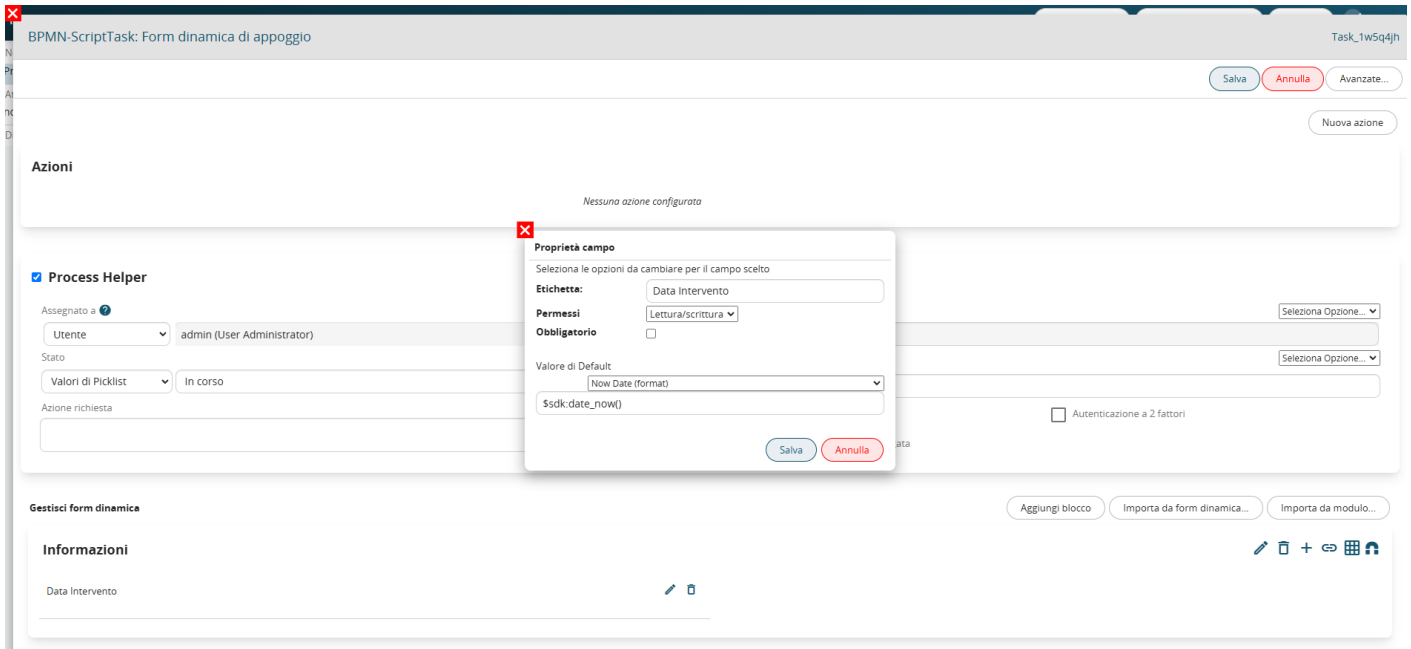 BPMN-ScriptTask: Form dinamica di appoggio
Task_1w5q4jh
Salva
Annulla
Avanzate...
Nuova azione
Azioni
Nessuna azione configurata
Process Helper
Assegnato a
Utente
admin (User Administrator)
Seleziona Opzione...
Stato
Valori di Picklist
In corso
Seleziona Opzione...
Azione richiesta
Autenticazione a 2 fattori
ata
Proprietà campo
Seleziona le opzioni da cambiare per il campo scelto
Etichetta:
Data Intervento
Permessi
Lettura/scrittura
Obbligatorio
Valore di Default
Now Date (format)
$sdk:date_now()
Salva
Annulla
Gestisci form dinamica
Aggiungi blocco
Importa da form dinamica...
Importa da modulo...
Informazioni
Data Intervento